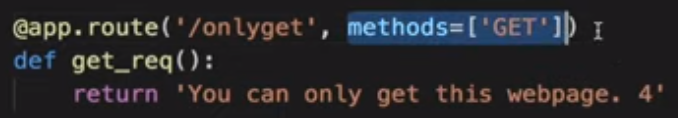 @app.route('/onlyget', methods=['GET'])
def get_req():
    return 'You can only get this webpage. 4'